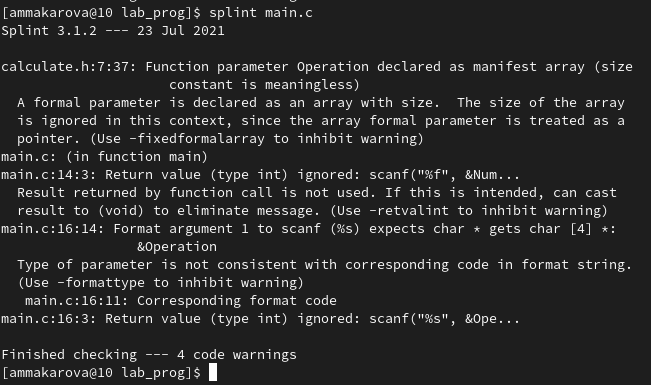 [ammakarova@10 lab_prog]$ splint main.c
Splint 3.1.2 --- 23 Jul 2021

calculate.h:7:37: Function parameter Operation declared as manifest array (size
                     constant is meaningless)
  A formal parameter is declared as an array with size.  The size of the array
  is ignored in this context, since the array formal parameter is treated as a
  pointer. (Use -fixedformalarray to inhibit warning)
main.c: (in function main)
main.c:14:3: Return value (type int) ignored: scanf("%f", &Num...
  Result returned by function call is not used. If this is intended, can cast
  result to (void) to eliminate message. (Use -retvalint to inhibit warning)
main.c:16:14: Format argument 1 to scanf (%s) expects char * gets char [4] *:
                 &Operation
  Type of parameter is not consistent with corresponding code in format string.
  (Use -formattype to inhibit warning)
   main.c:16:11: Corresponding format code
main.c:16:3: Return value (type int) ignored: scanf("%s", &Ope...

Finished checking --- 4 code warnings
[ammakarova@10 lab_prog]$